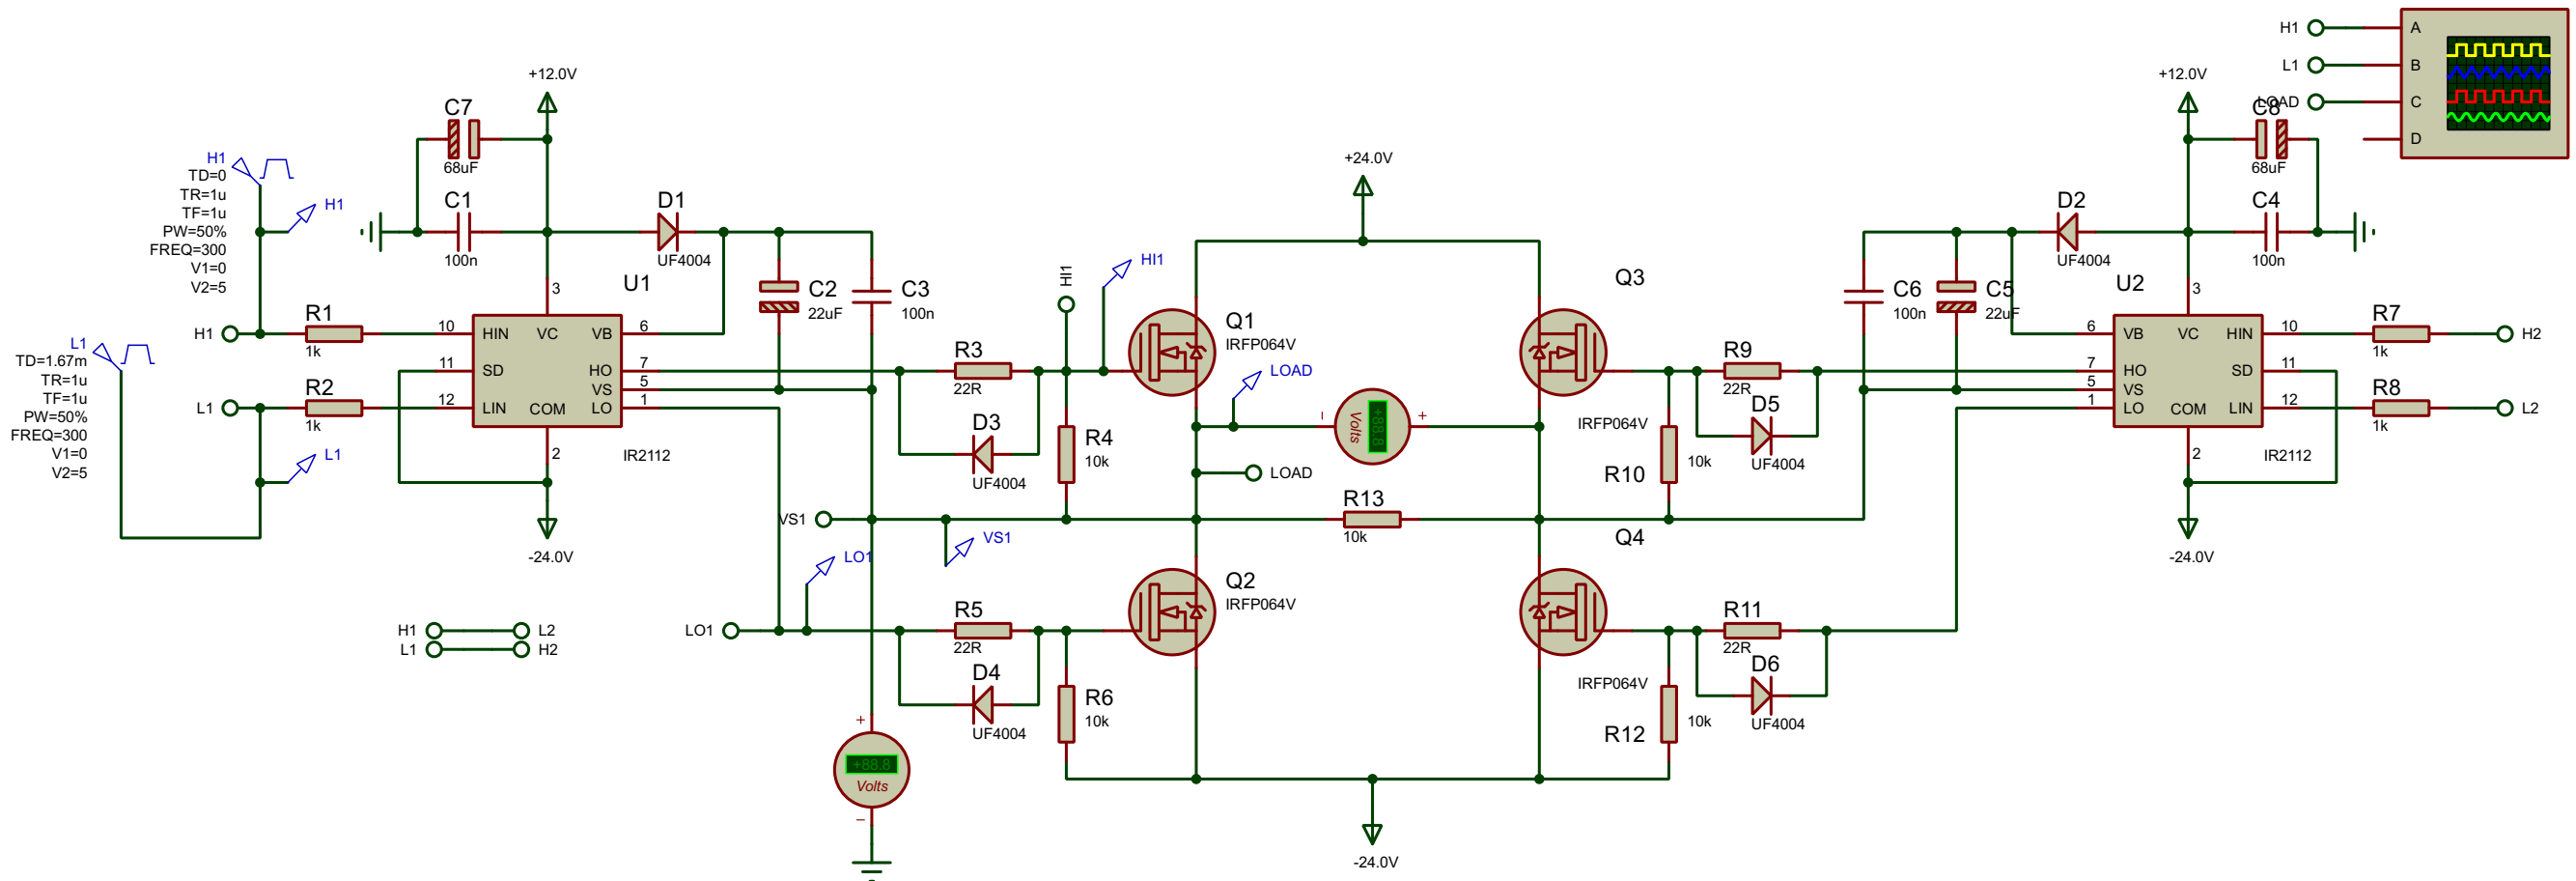 H1
A
L1
B
LOAD
C
D
+12.0V
C7
68uF
H1
TD=0
TR=1u
TF=1u
PW=50%
FREQ=300
V1=0
V2=5
H1
C1
100n
D1
UF4004
U1
3
H1
R1
1k
10
HIN
VC
VB
6
11
SD
HO
7
VS
5
12
LIN
COM
LO
1
2
IR2112
-24.0V
L1
TD=1.67m
TR=1u
TF=1u
PW=50%
FREQ=300
V1=0
V2=5
L1
R2
1k
L1
H1
L2
L1
H2
C2
22uF
C3
100n
R3
22R
D3
UF4004
HI1
HI1
R4
10k
VS1
VS1
LO1
LO1
R5
22R
D4
UF4004
R6
10k
+88.8
Volts
+
−
+24.0V
Q1
IRFP064V
LOAD
LOAD
−
+88.8
Volts
+
R13
10k
Q2
IRFP064V
-24.0V
Q3
IRFP064V
R9
22R
D5
UF4004
R10
10k
Q4
IRFP064V
R11
22R
D6
UF4004
R12
10k
C6
100n
C5
22uF
D2
UF4004
+12.0V
C8
68uF
C4
100n
U2
3
6
VB
VC
HIN
10
7
HO
SD
11
5
VS
1
LO
COM
LIN
12
2
IR2112
-24.0V
R7
1k
H2
R8
1k
L2